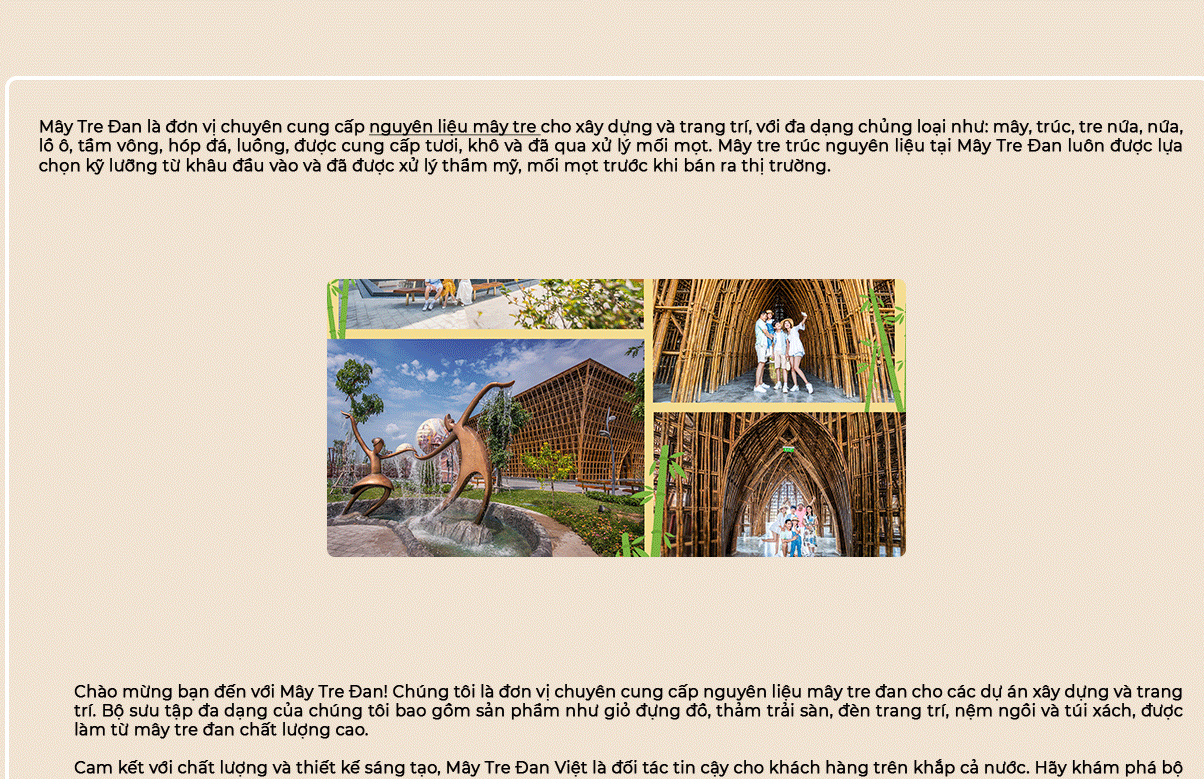 Mây Tre Đan là đơn vị chuyên cung cấp nguyên liệu mây tre cho xây dựng và trang trí, với đa dạng chủng loại như: mây, trúc, tre nứa, nứa,
lồ ô, tầm vông, hóp đá, luồng, được cung cấp tươi, khô và đã qua xử lý mối mọt. Mây tre trúc nguyên liệu tại Mây Tre Đan luôn được lựa
chọn kỹ lưỡng từ khâu đầu vào và đã được xử lý thẩm mỹ, mối mọt trước khi bán ra thị trường.
Chào mừng bạn đến với Mây Tre Đan! Chúng tôi là đơn vị chuyên cung cấp nguyên liệu mây tre đan cho các dự án xây dựng và trang
trí. Bộ sưu tập đa dạng của chúng tôi bao gồm sản phẩm như giỏ đựng đồ, thảm trải sàn, đèn trang trí, nệm ngồi và túi xách, được
làm từ mây tre đan chất lượng cao.
Cam kết với chất lượng và thiết kế sáng tạo, Mây Tre Đan Việt là đối tác tin cậy cho khách hàng trên khắp cả nước. Hãy khám phá bộ